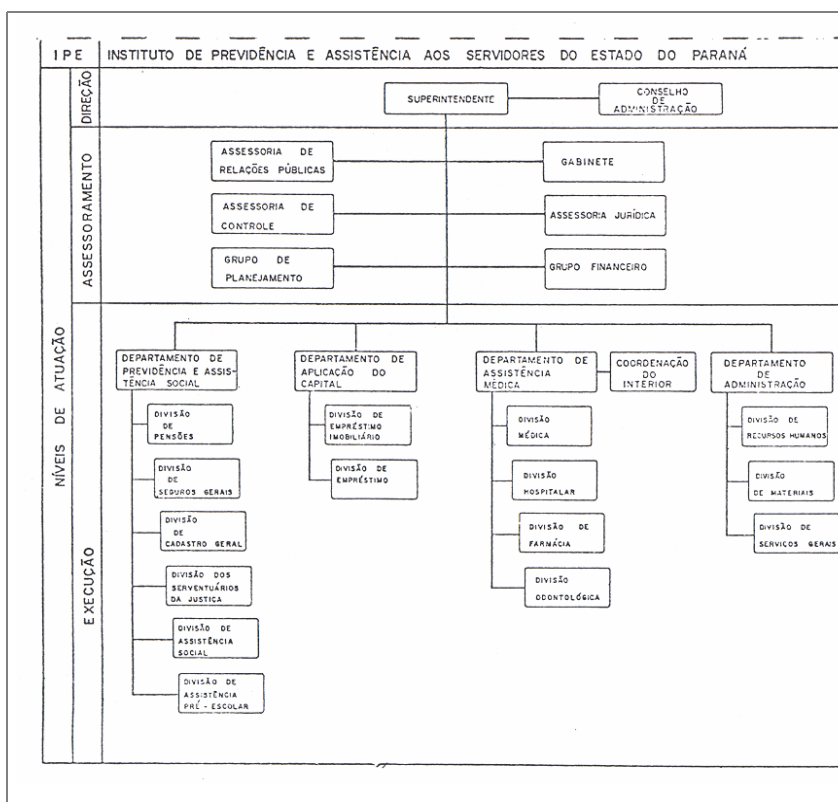 IPE INSTITUTO DE PREVIDÊNCIA E ASSISTÊNCIA AOS SERVIDORES DO ESTADO DO PARANÁ
NÍVEIS DE ATUAÇÃO
DIREÇÃO
SUPERINTENDENTE
CONSELHO
DE
ADMINISTRAÇÃO
ASSESSORAMENTO
ASSESSORIA DE
RELAÇÕES PÚBLICAS
GABINETE
ASSESSORIA DE
CONTROLE
ASSESSORIA JURÍDICA
GRUPO DE
PLANEJAMENTO
GRUPO FINANCEIRO
EXECUÇÃO
DEPARTAMENTO DE
PREVIDÊNCIA E ASSIS-
TÊNCIA SOCIAL
DIVISÃO
DE
PENSÕES
DIVISÃO
DE
SEGUROS GERAIS
DIVISÃO
DE
CADASTRO GERAL
DIVISÃO DOS
SERVENTUÁRIOS
DA JUSTIÇA
DIVISÃO DE
ASSISTÊNCIA
SOCIAL
DIVISÃO DE
ASSISTÊNCIA
PRÉ - ESCOLAR
DEPARTAMENTO DE
APLICAÇÃO DO
CAPITAL
DIVISÃO DE
EMPRÉSTIMO
IMOBILIÁRIO
DIVISÃO DE
EMPRÉSTIMO
DEPARTAMENTO DE
ASSISTÊNCIA
MÉDICA
COORDENAÇÃO
DO
INTERIOR
DIVISÃO
MÉDICA
DIVISÃO
HOSPITALAR
DIVISÃO DE
FARMÁCIA
DIVISÃO
ODONTOLÓGICA
DEPARTAMENTO
DE
ADMINISTRAÇÃO
DIVISÃO DE
RECURSOS HUMANOS
DIVISÃO
DE MATERIAIS
DIVISÃO DE
SERVIÇOS GERAIS